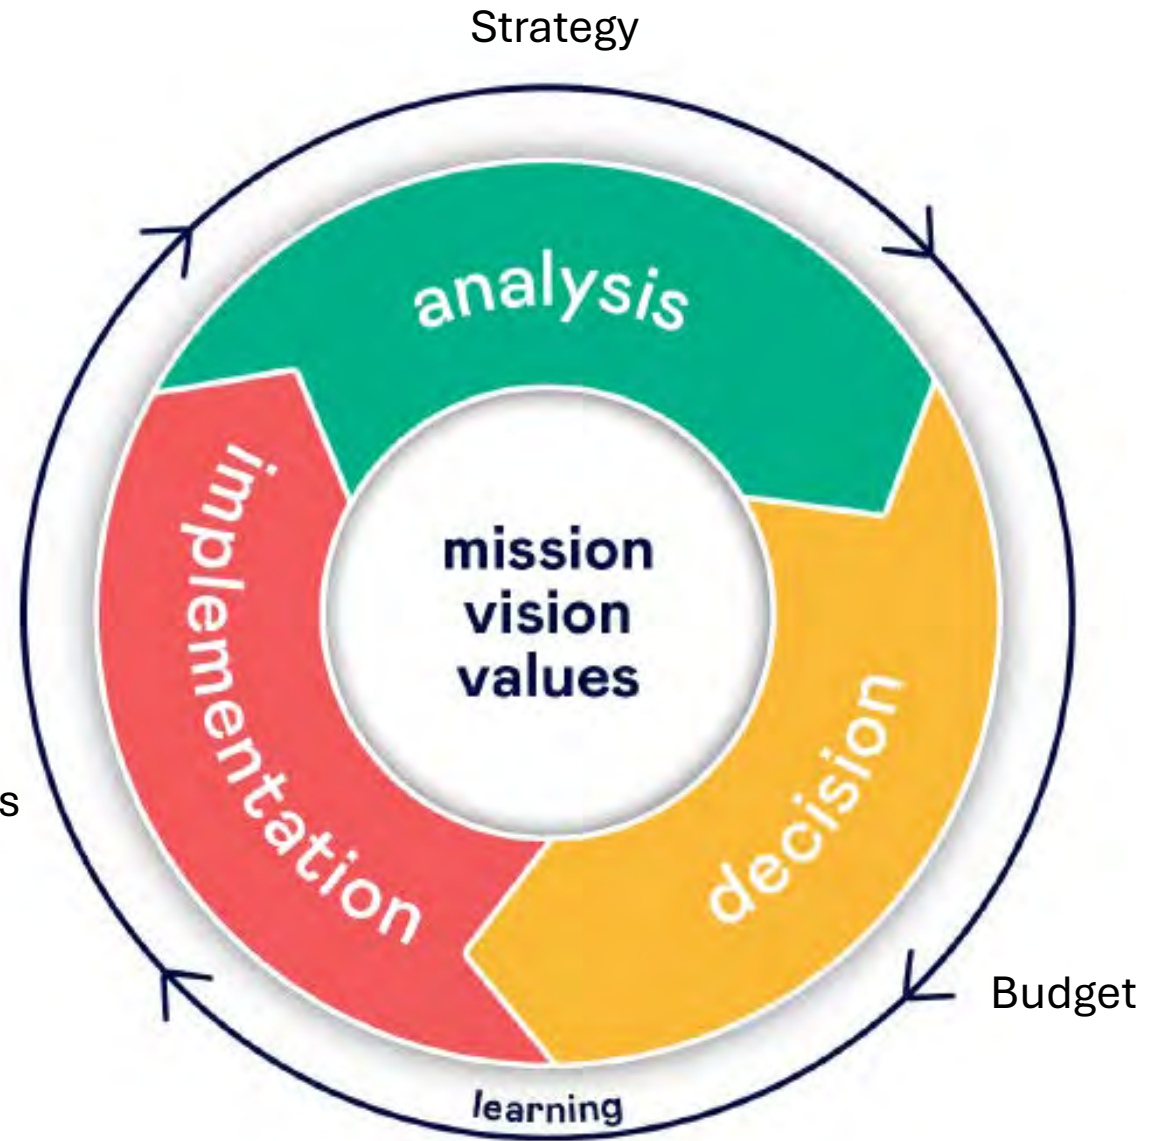 Strategy
analysis
mission
vision
values
implementation
decision
s
Budget
learning